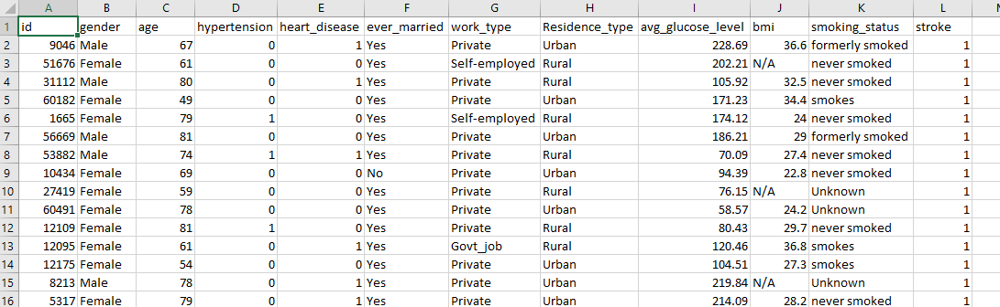 A B C D E F G H I J K L
1 id gender age hypertension heart_disease ever_married work_type Residence_type avg_glucose_level bmi smoking_status stroke
2 9046 Male 67 0 1 Yes Private Urban 228.69 36.6 formerly smoked 1
3 51676 Female 61 0 0 Yes Self-employed Rural 202.21 N/A never smoked 1
4 31112 Male 80 0 1 Yes Private Rural 105.92 32.5 never smoked 1
5 60182 Female 49 0 0 Yes Private Urban 171.23 34.4 smokes 1
6 1665 Female 79 1 0 Yes Self-employed Rural 174.12 24 never smoked 1
7 56669 Male 81 0 0 Yes Private Urban 186.21 29 formerly smoked 1
8 53882 Male 74 1 1 Yes Private Rural 70.09 27.4 never smoked 1
9 10434 Female 69 0 0 No Private Urban 94.39 22.8 never smoked 1
10 27419 Female 59 0 0 Yes Private Rural 76.15 N/A Unknown 1
11 60491 Female 78 0 0 Yes Private Urban 58.57 24.2 Unknown 1
12 12109 Female 81 1 0 Yes Private Rural 80.43 29.7 never smoked 1
13 12095 Female 61 0 1 Yes Govt_job Rural 120.46 36.8 smokes 1
14 12175 Female 54 0 0 Yes Private Urban 104.51 27.3 smokes 1
15 8213 Male 78 0 1 Yes Private Urban 219.84 N/A Unknown 1
16 5317 Female 79 0 1 Yes Private Urban 214.09 28.2 never smoked 1